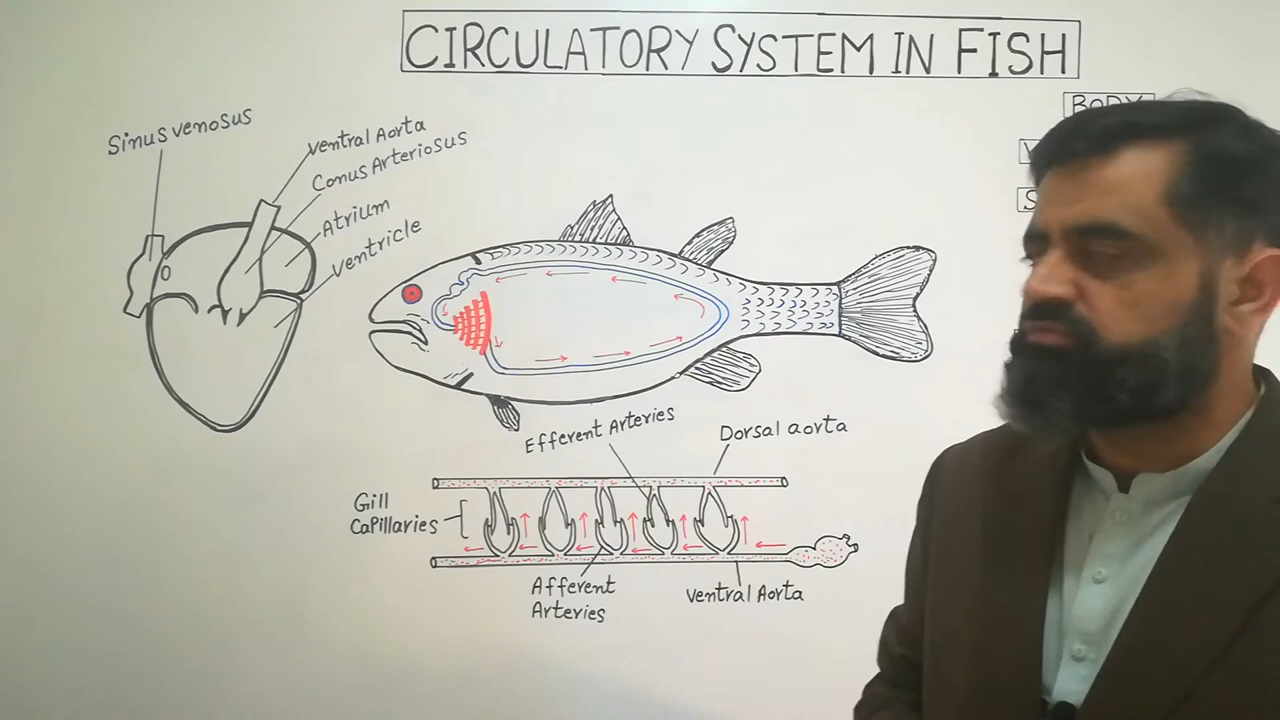 CIRCULATORY SYSTEM IN FISH
BODY
Sinus venosus
Ventral Aorta
Conus Arteriosus
Atrium
Ventricle
Efferent Arteries
Dorsal aorta
Gill
Capillaries
Afferent
Arteries
Ventral Aorta